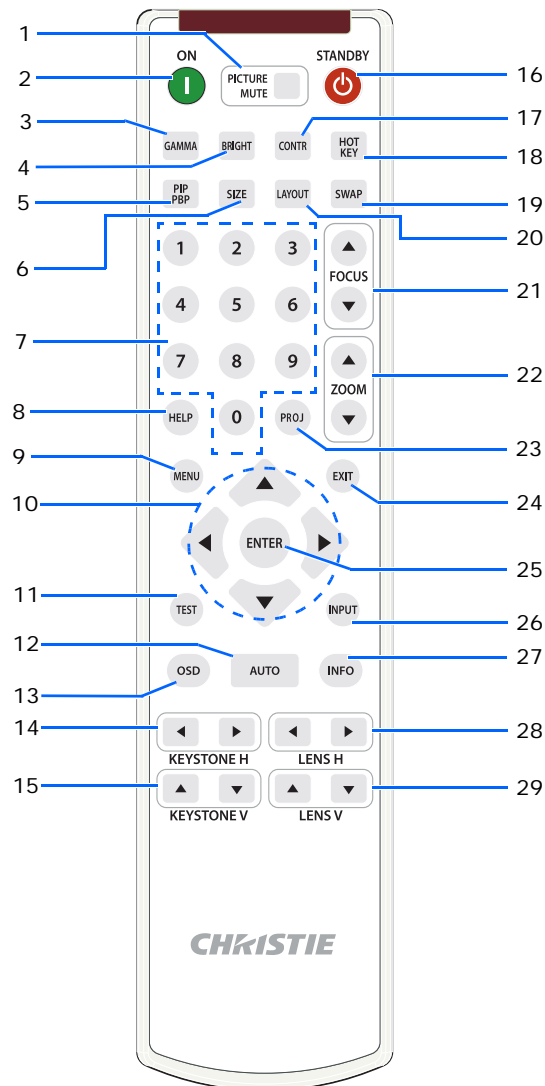 1
ON
STANDBY
2
PICTURE
MUTE
16
3
17
GAMMA
BRIGHT
CONTR
HOT
KEY
4
18
5
PIP
PBP
SIZE
LAYOUT
SWAP
19
6
20
1 2 3
FOCUS
21
4 5 6
7
7 8 9
ZOOM
22
8
HELP
0
PROJ
23
9
MENU
EXIT
24
10
ENTER
25
11
TEST
INPUT
26
12
27
OSD
AUTO
INFO
13
14
28
KEYSTONE H
LENS H
15
29
KEYSTONE V
LENS V
CHRISTIE